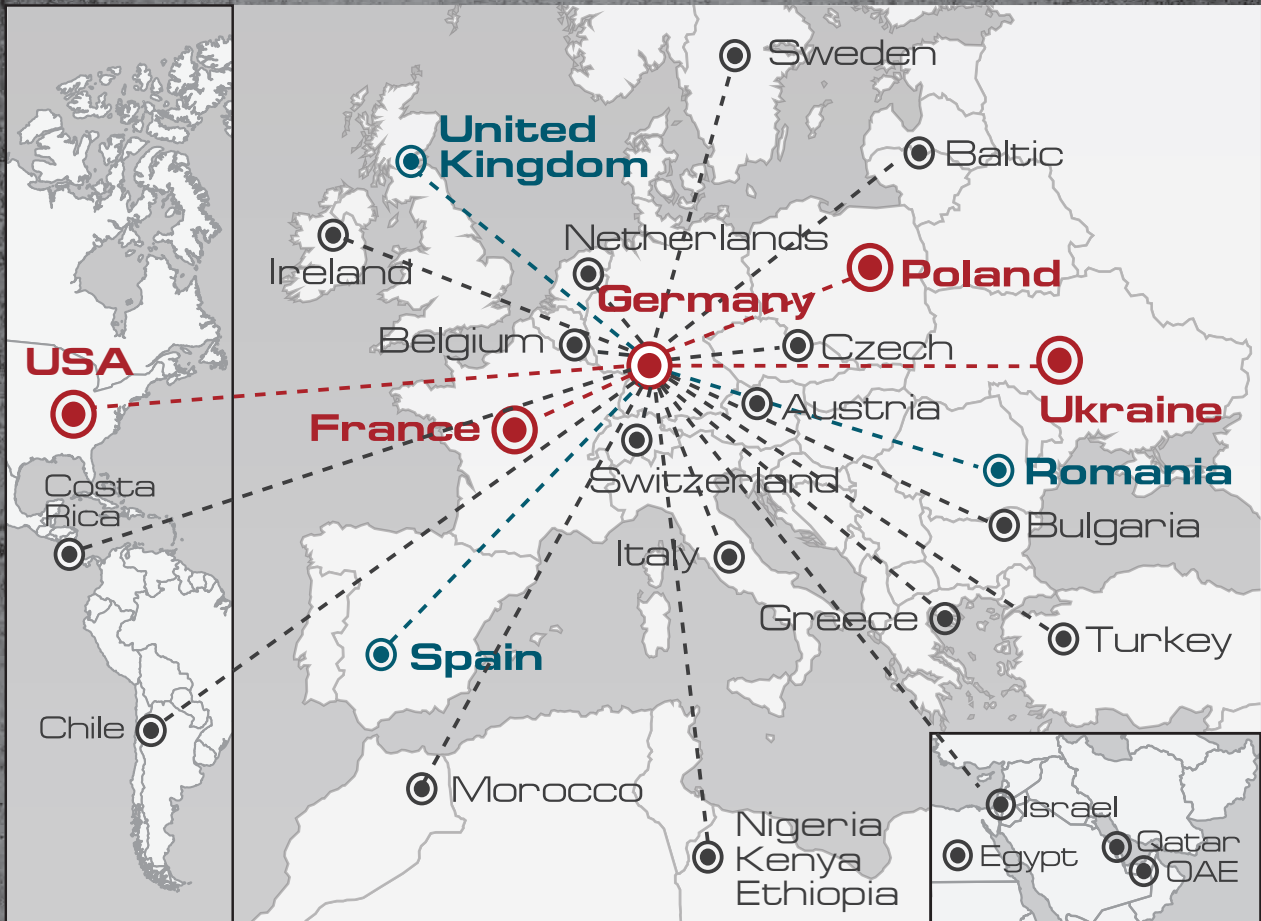 Sweden
United
Kingdom
Baltic
Netherlands
Ireland
Poland
Germany
Belgium
Czech
USA
Ukraine
Austria
France
Romania
Switzerland
Costa
Rica
Bulgaria
Italy
Greece
Turkey
Spain
Chile
Morocco
Nigeria
Kenya
Ethiopia
Israel
Qatar
Egypt
OAE